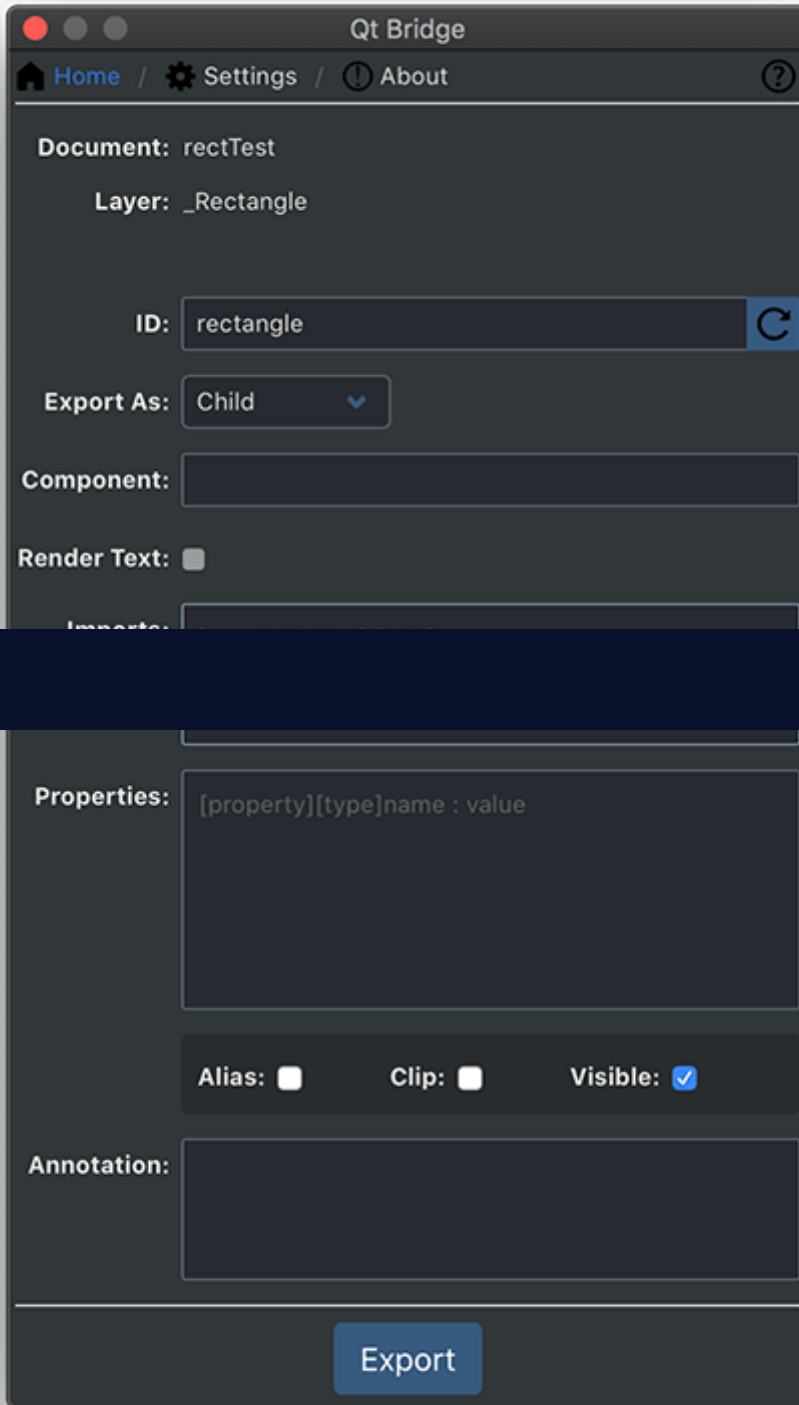 Qt Bridge
Home / Settings / About
Document: rectTest
Layer: _Rectangle
ID: rectangle
Export As: Child
Component:
Render Text:
Imports:
Properties: [property][type]name : value
Alias: Clip: Visible:
Annotation:
Export